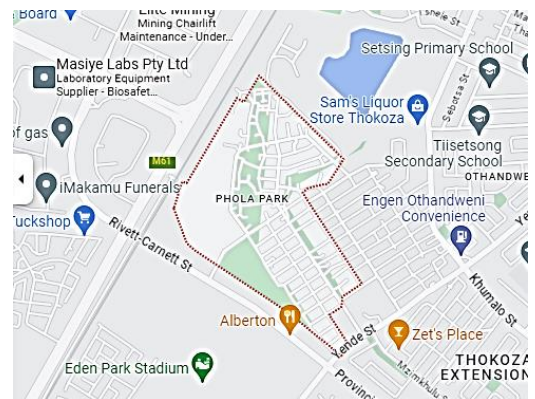 Board
Elite Mining
Mining Chairlift
Maintenance - Under...
Masiye Labs Pty Ltd
Laboratory Equipment
Supplier - Biosafet...
of gas
M61
iMakamu Funerals
Tuckshop
Rivett-Carnett St
PHOLA PARK
Setsing Primary School
Sebotsa St
Sam's Liquor
Store Thokoza
Tiisetsong
Secondary School
OTHANDWE
Engen Othandweni
Convenience
Khumalo St
Alberton
Yende St
Zet's Place
Eden Park Stadium
THOKOZA
EXTENSION